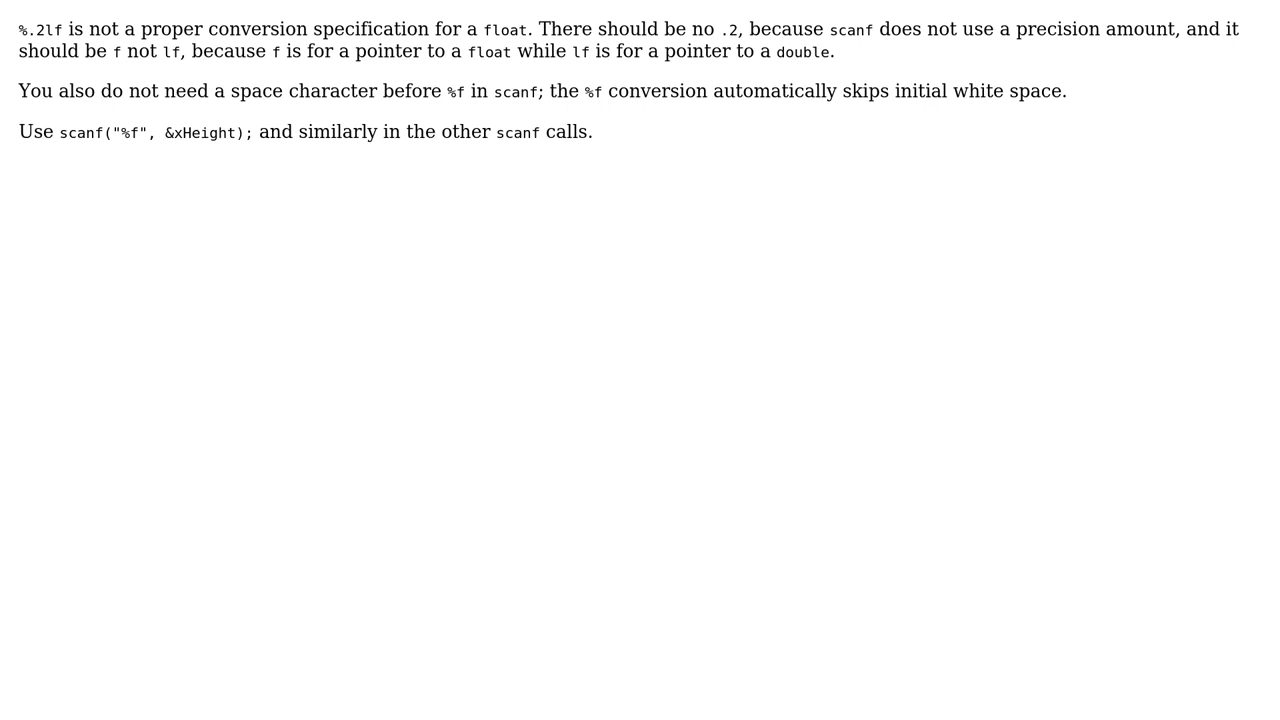 %.2lf is not a proper conversion specification for a float. There should be no .2, because scanf does not use a precision amount, and it
should be f not lf, because f is for a pointer to a float while lf is for a pointer to a double.
You also do not need a space character before %f in scanf; the %f conversion automatically skips initial white space.
Use scanf("%f", &xHeight); and similarly in the other scanf calls.